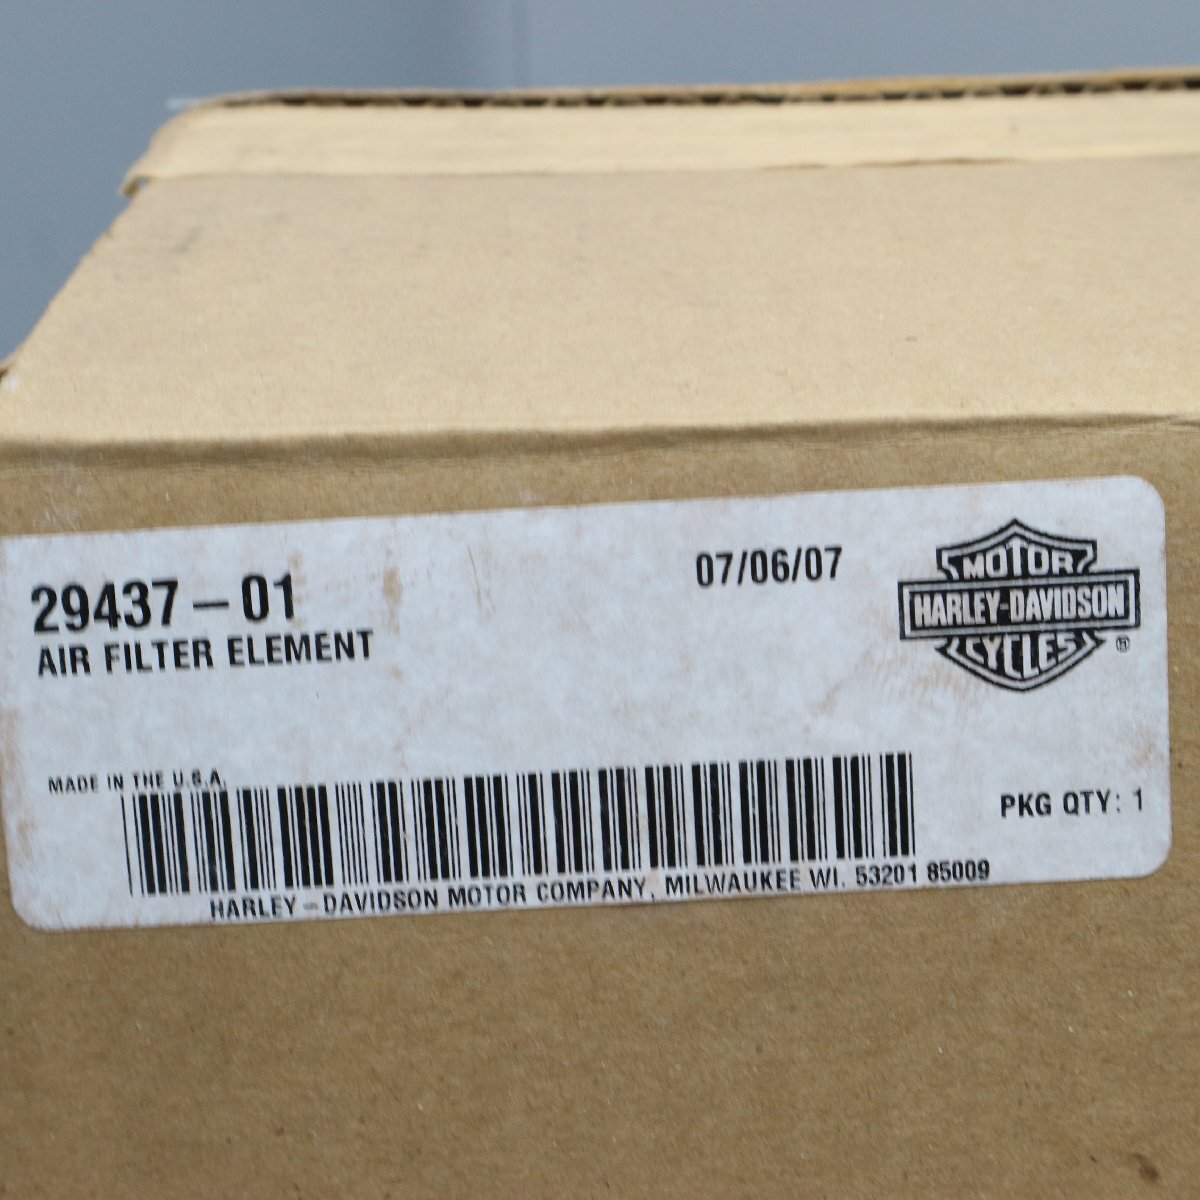 29437-01
AIR FILTER ELEMENT
07/06/07
MOTOR
HARLEY-DAVIDSON
CYCLES
®
MADE IN THE U.S.A.
PKG QTY: 1
HARLEY-DAVIDSON MOTOR COMPANY, MILWAUKEE WI. 53201 85009